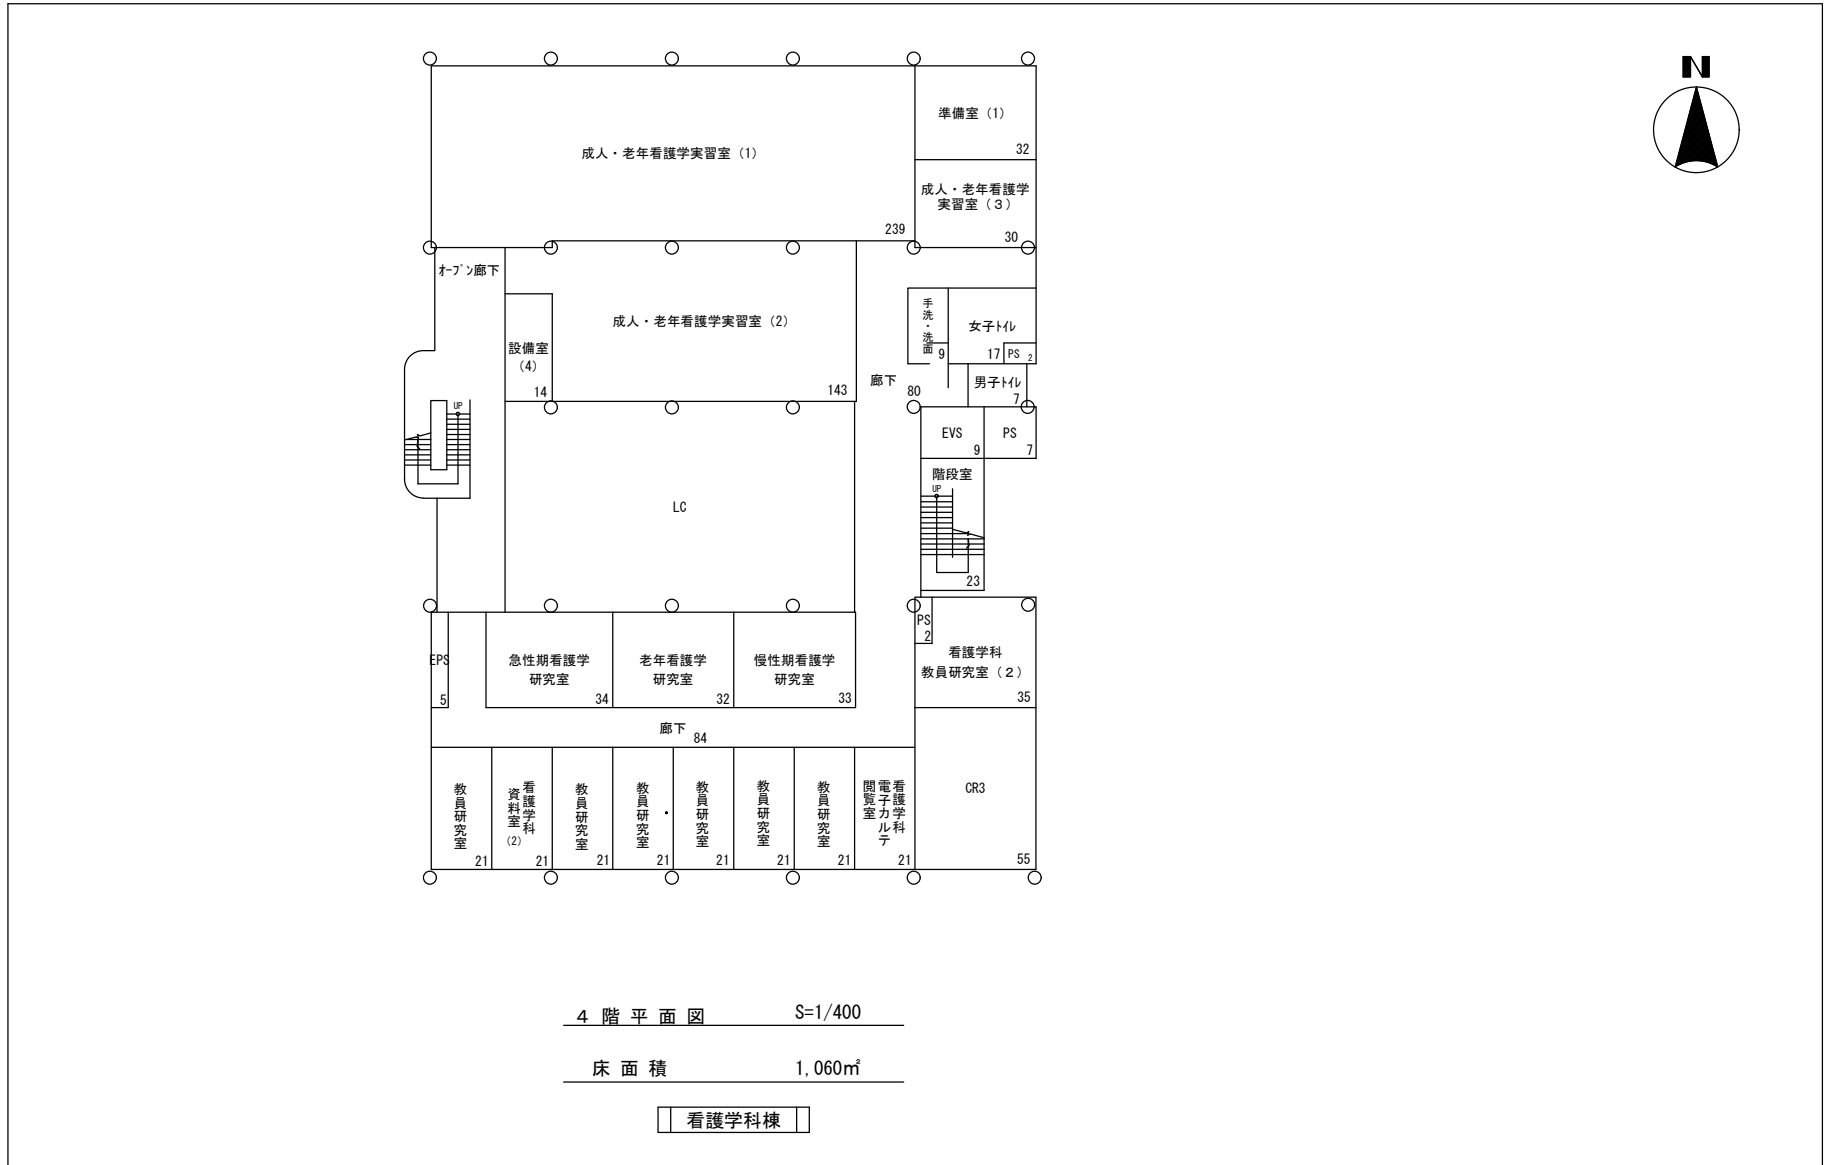 N
準備室（1）
32
成人・老年看護学実習室（1）
239
成人・老年看護学
実習室（３）
30
ｵｰﾌﾟﾝ廊下
成人・老年看護学実習室（2）
143
設備室
(4)
14
手洗・洗面
9
女子ﾄｲﾚ
17
PS
2
男子ﾄｲﾚ
7
廊下
80
UP
EVS
9
PS
7
階段室
UP
23
LC
PS
2
看護学科
教員研究室（２）
35
EPS
5
急性期看護学
研究室
34
老年看護学
研究室
32
慢性期看護学
研究室
33
廊下
84
教員研究室
21
看護学科
資料室
(2)
21
教員研究室
21
教員研究室
21
教員研究室
21
教員研究室
21
教員研究室
21
看護学科
電子カルテ
閲覧室
21
CR3
55
４ 階 平 面 図 S=1/400
床 面 積 1,060㎡
看護学科棟